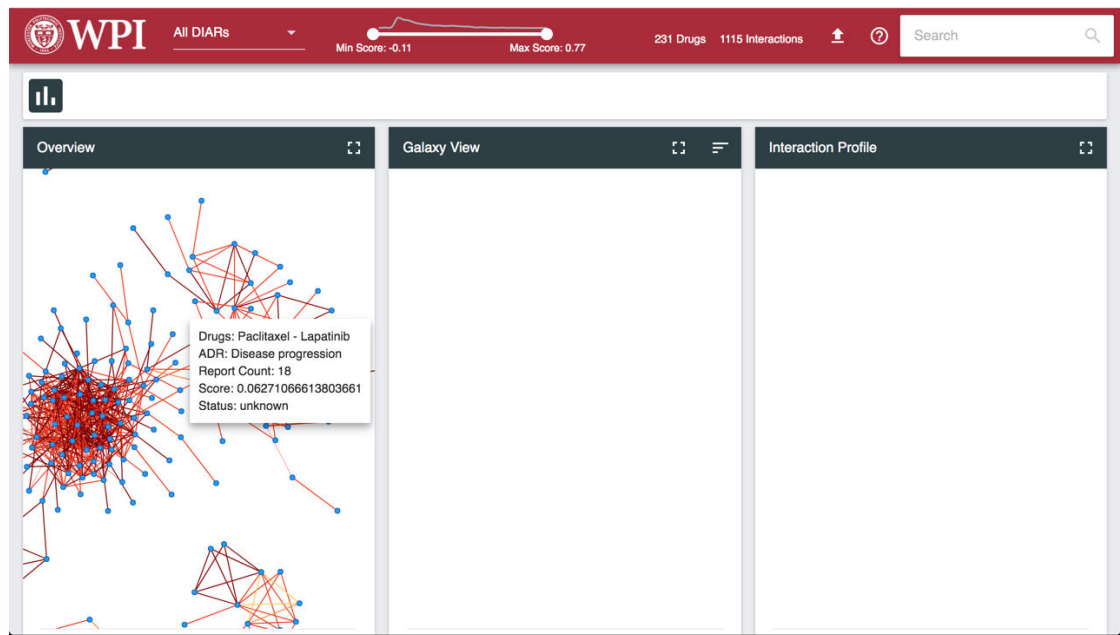 WPI
All DIARs
Min Score: -0.11
Max Score: 0.77
231 Drugs
1115 Interactions
Search
Overview
Galaxy View
Interaction Profile
Drugs: Paclitaxel - Lapatinib
ADR: Disease progression
Report Count: 18
Score: 0.06271066613803661
Status: unknown